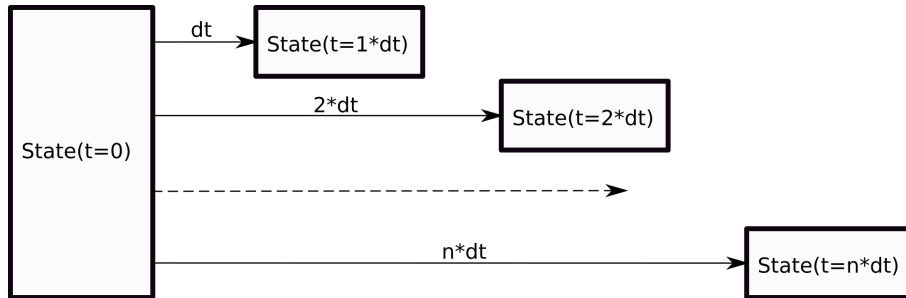 dt
State(t=1*dt)
2*dt
State(t=2*dt)
State(t=0)
n*dt
State(t=n*dt)